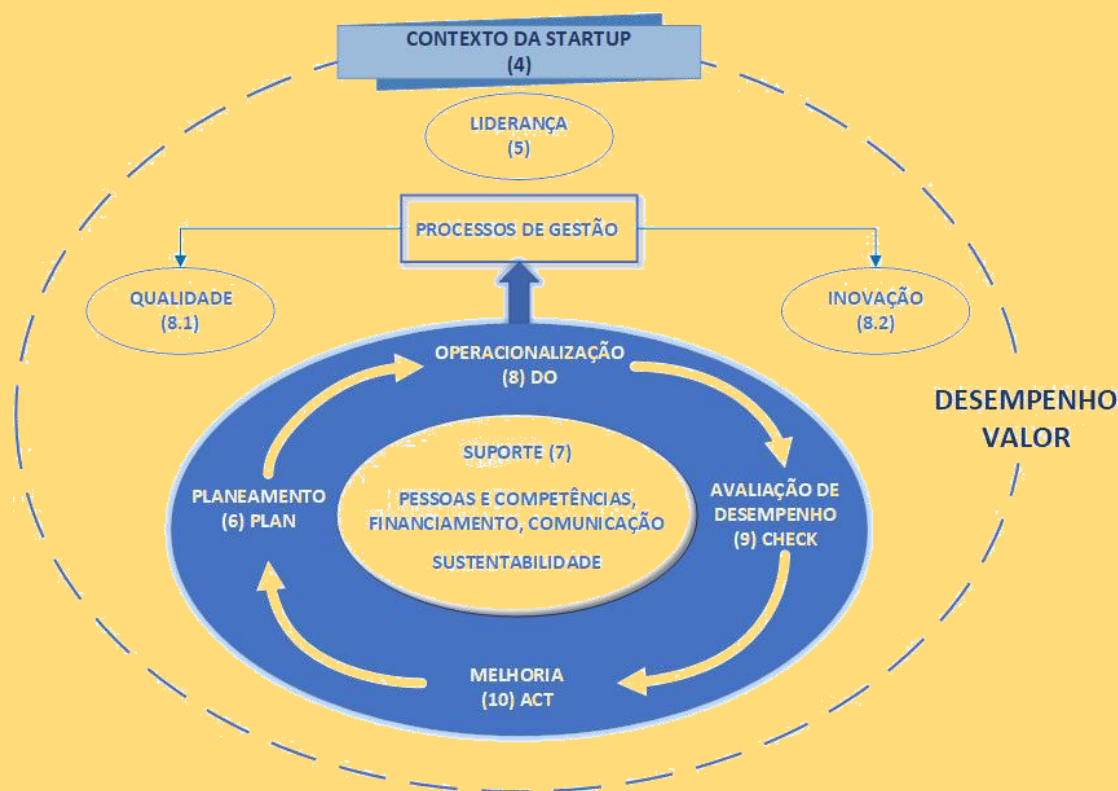 CONTEXTO DA STARTUP
(4)
LIDERANÇA
(5)
PROCESSOS DE GESTÃO
QUALIDADE
(8.1)
INOVAÇÃO
(8.2)
OPERACIONALIZAÇÃO
(8) DO
DESEMPENHO
VALOR
SUPORTE (7)
PESSOAS E COMPETÊNCIAS,
FINANCIAMENTO, COMUNICAÇÃO
SUSTENTABILIDADE
PLANEAMENTO
(6) PLAN
AVALIAÇÃO DE
DESEMPENHO
(9) CHECK
MELHORIA
(10) ACT